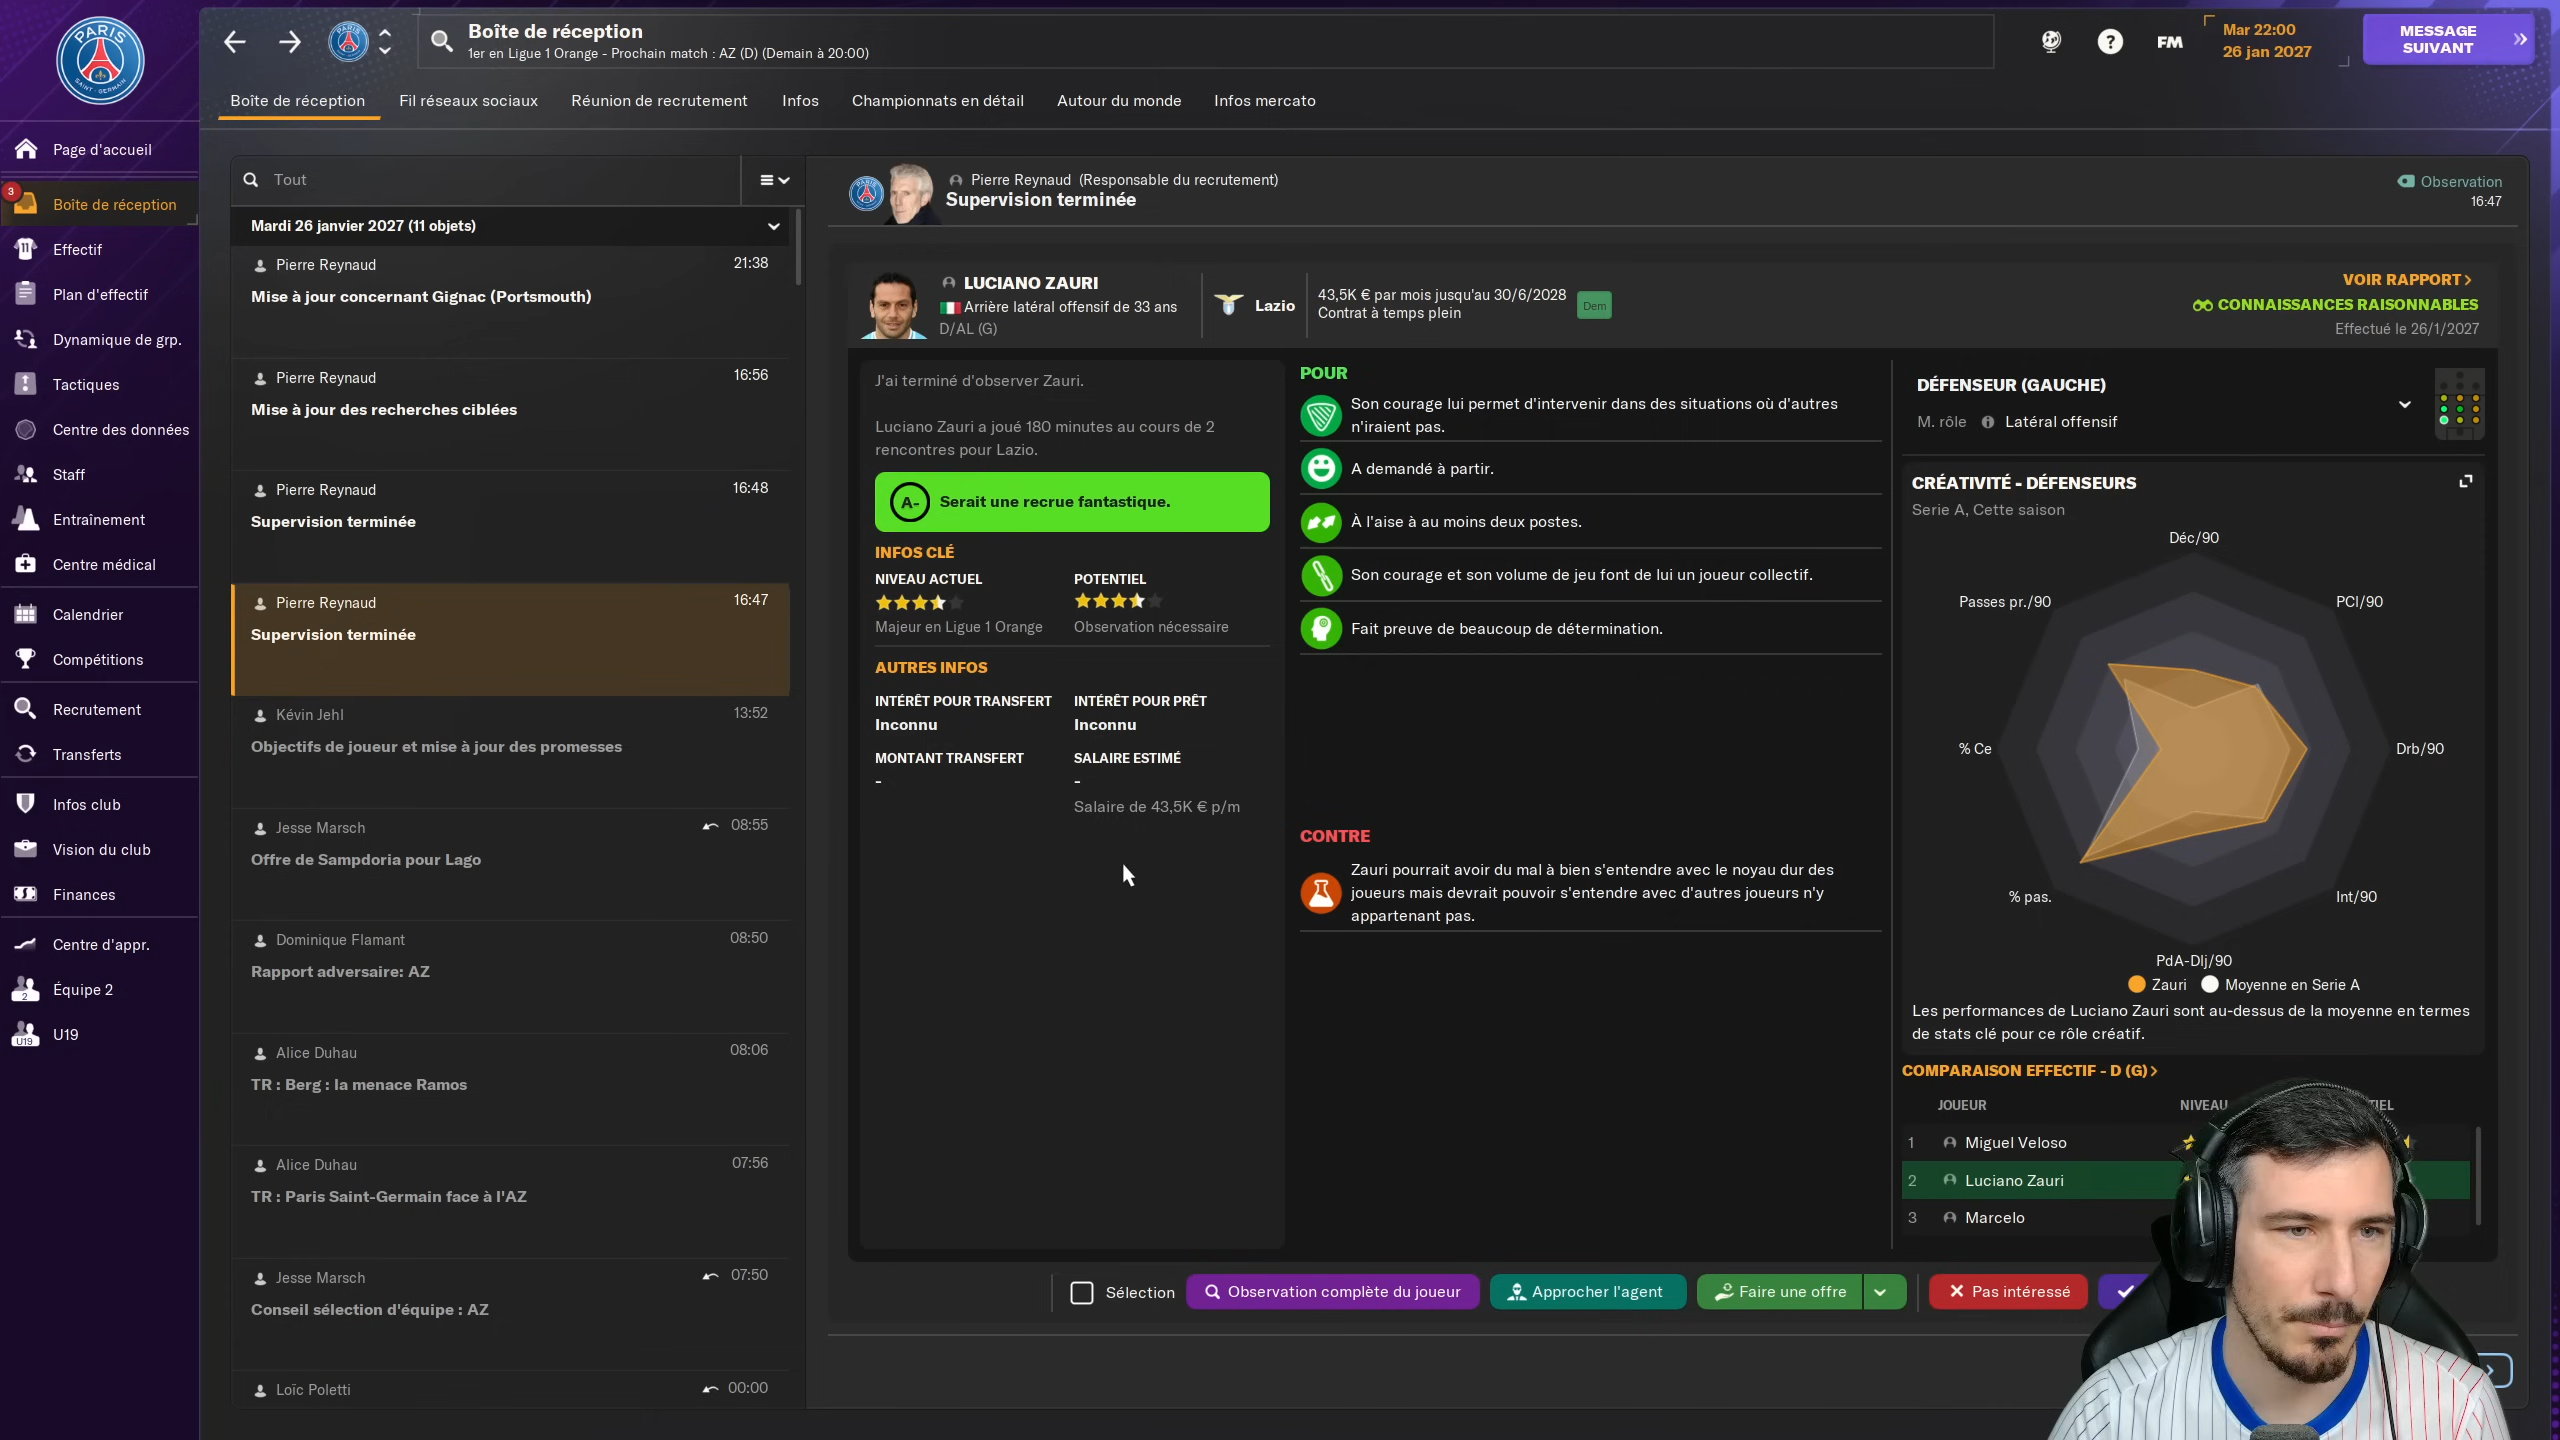 PARIS
SAINT-GERMAIN
Boîte de réception
1er en Ligue 1 Orange - Prochain match : AZ (D) (Demain à 20:00)
FM
Mar 22:00
26 jan 2027
MESSAGE
SUIVANT
Boîte de réception
Fil réseaux sociaux
Réunion de recrutement
Infos
Championnats en détail
Autour du monde
Infos mercato
Page d'accueil
3
Boîte de réception
Effectif
Plan d'effectif
Dynamique de grp.
Tactiques
Centre des données
Staff
Entraînement
Centre médical
Calendrier
Compétitions
Recrutement
Transferts
Infos club
Vision du club
Finances
Centre d'appr.
2
Équipe 2
U19
U19
Tout
Mardi 26 janvier 2027 (11 objets)
Pierre Reynaud
21:38
Mise à jour concernant Gignac (Portsmouth)
Pierre Reynaud
16:56
Mise à jour des recherches ciblées
Pierre Reynaud
16:48
Supervision terminée
Pierre Reynaud
16:47
Supervision terminée
Kévin Jehl
13:52
Objectifs de joueur et mise à jour des promesses
Jesse Marsch
08:55
Offre de Sampdoria pour Lago
Dominique Flamant
08:50
Rapport adversaire: AZ
Alice Duhau
08:06
TR : Berg : la menace Ramos
Alice Duhau
07:56
TR : Paris Saint-Germain face à l'AZ
Jesse Marsch
07:50
Conseil sélection d'équipe : AZ
Loïc Poletti
00:00
Pierre Reynaud (Responsable du recrutement)
Supervision terminée
Observation
16:47
LUCIANO ZAURI
Arrière latéral offensif de 33 ans
D/AL (G)
Lazio
43,5K € par mois jusqu'au 30/6/2028
Contrat à temps plein
Dem
VOIR RAPPORT
CONNAISSANCES RAISONNABLES
Effectué le 26/1/2027
J'ai terminé d'observer Zauri.
Luciano Zauri a joué 180 minutes au cours de 2
rencontres pour Lazio.
A-
Serait une recrue fantastique.
INFOS CLÉ
NIVEAU ACTUEL
POTENTIEL
Majeur en Ligue 1 Orange
Observation nécessaire
AUTRES INFOS
INTÉRÊT POUR TRANSFERT
INTÉRÊT POUR PRÊT
Inconnu
Inconnu
MONTANT TRANSFERT
SALAIRE ESTIMÉ
-
-
Salaire de 43,5K € p/m
POUR
Son courage lui permet d'intervenir dans des situations où d'autres
n'iraient pas.
A demandé à partir.
À l'aise à au moins deux postes.
Son courage et son volume de jeu font de lui un joueur collectif.
Fait preuve de beaucoup de détermination.
CONTRE
Zauri pourrait avoir du mal à bien s'entendre avec le noyau dur des
joueurs mais devrait pouvoir s'entendre avec d'autres joueurs n'y
appartenant pas.
DÉFENSEUR (GAUCHE)
M. rôle
Latéral offensif
CRÉATIVITÉ - DÉFENSEURS
Serie A, Cette saison
Déc/90
Passes pr./90
PCl/90
% Ce
Drb/90
% pas.
Int/90
PdA-Dlj/90
Zauri
Moyenne en Serie A
Les performances de Luciano Zauri sont au-dessus de la moyenne en termes
de stats clé pour ce rôle créatif.
COMPARAISON EFFECTIF - D (G)
JOUEUR
NIVEAU
1
Miguel Veloso
2
Luciano Zauri
3
Marcelo
Sélection
Observation complète du joueur
Approcher l'agent
Faire une offre
Pas intéressé